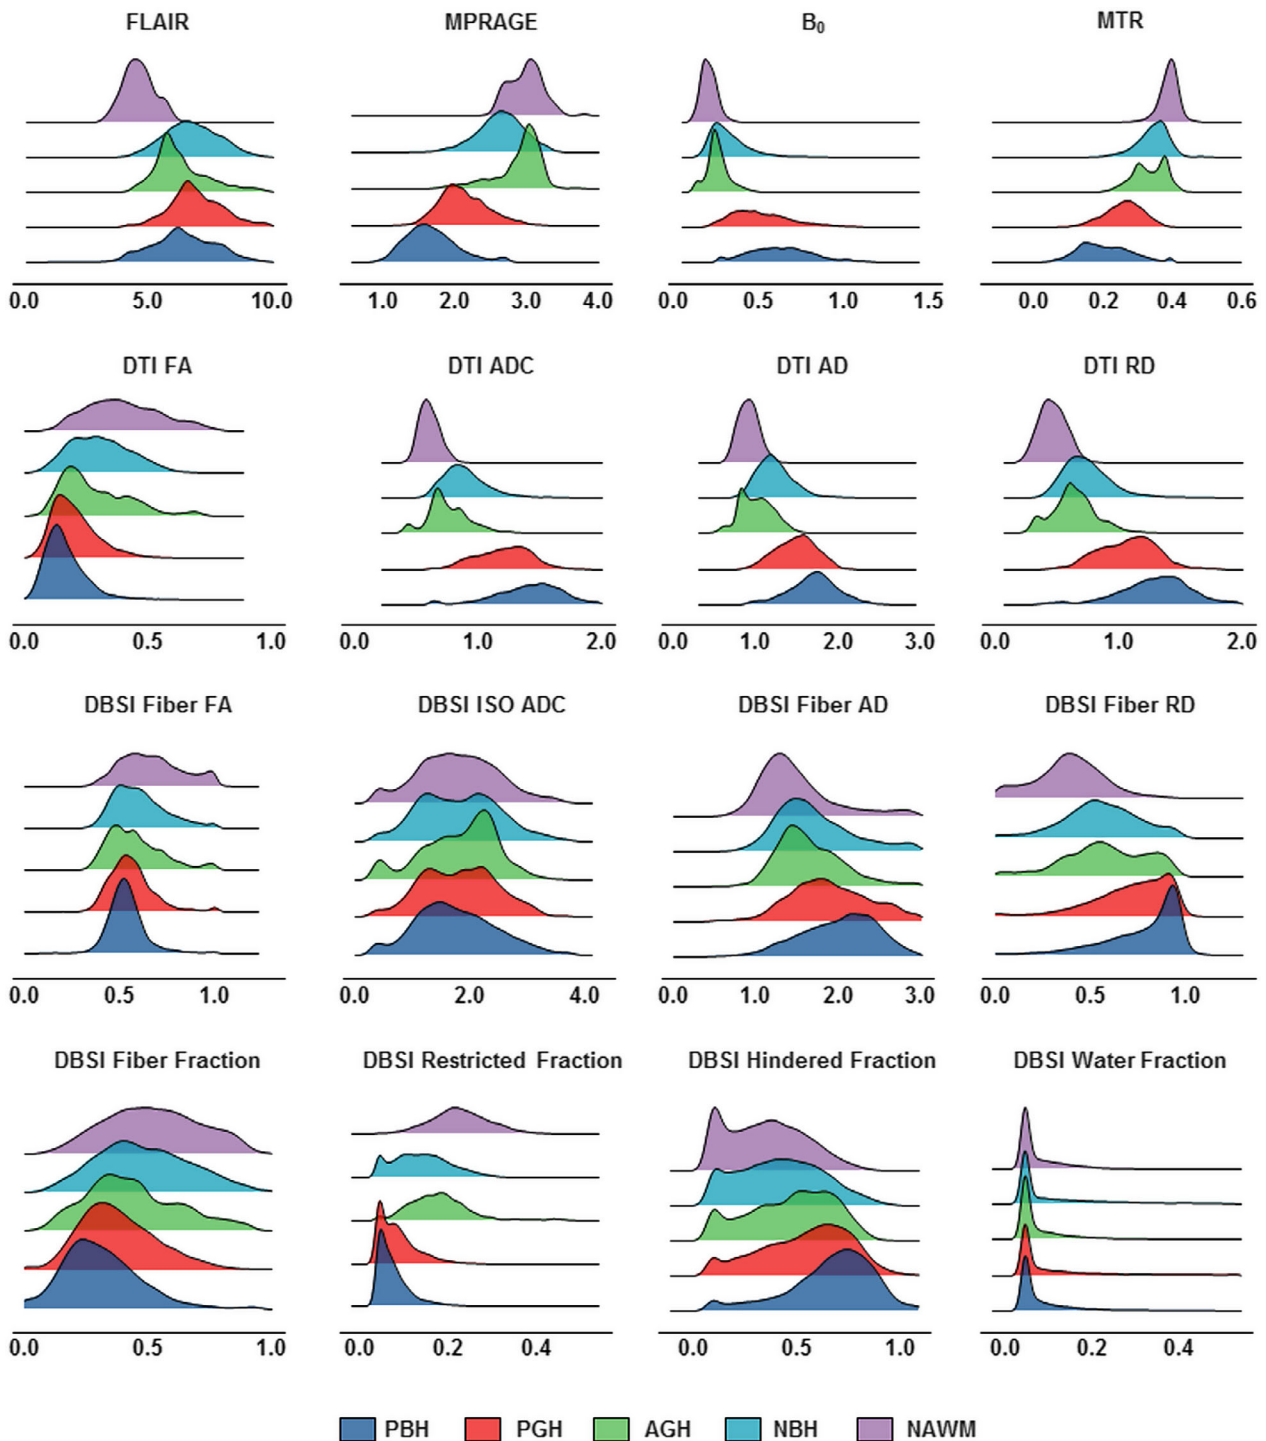 FLAIR MPRAGE B₀ MTR
0.0 5.0 10.0 1.0 2.0 3.0 4.0 0.0 0.5 1.0 1.5 0.0 0.2 0.4 0.6
DTI FA DTI ADC DTI AD DTI RD
0.0 0.5 1.0 0.0 1.0 2.0 0.0 1.0 2.0 3.0 0.0 1.0 2.0
DBSI Fiber FA DBSI ISO ADC DBSI Fiber AD DBSI Fiber RD
0.0 0.5 1.0 0.0 2.0 4.0 0.0 1.0 2.0 3.0 0.0 0.5 1.0
DBSI Fiber Fraction DBSI Restricted Fraction DBSI Hindered Fraction DBSI Water Fraction
0.0 0.5 1.0 0.0 0.2 0.4 0.0 0.5 1.0 0.0 0.2 0.4
PBH PGH AGH NBH NAWM